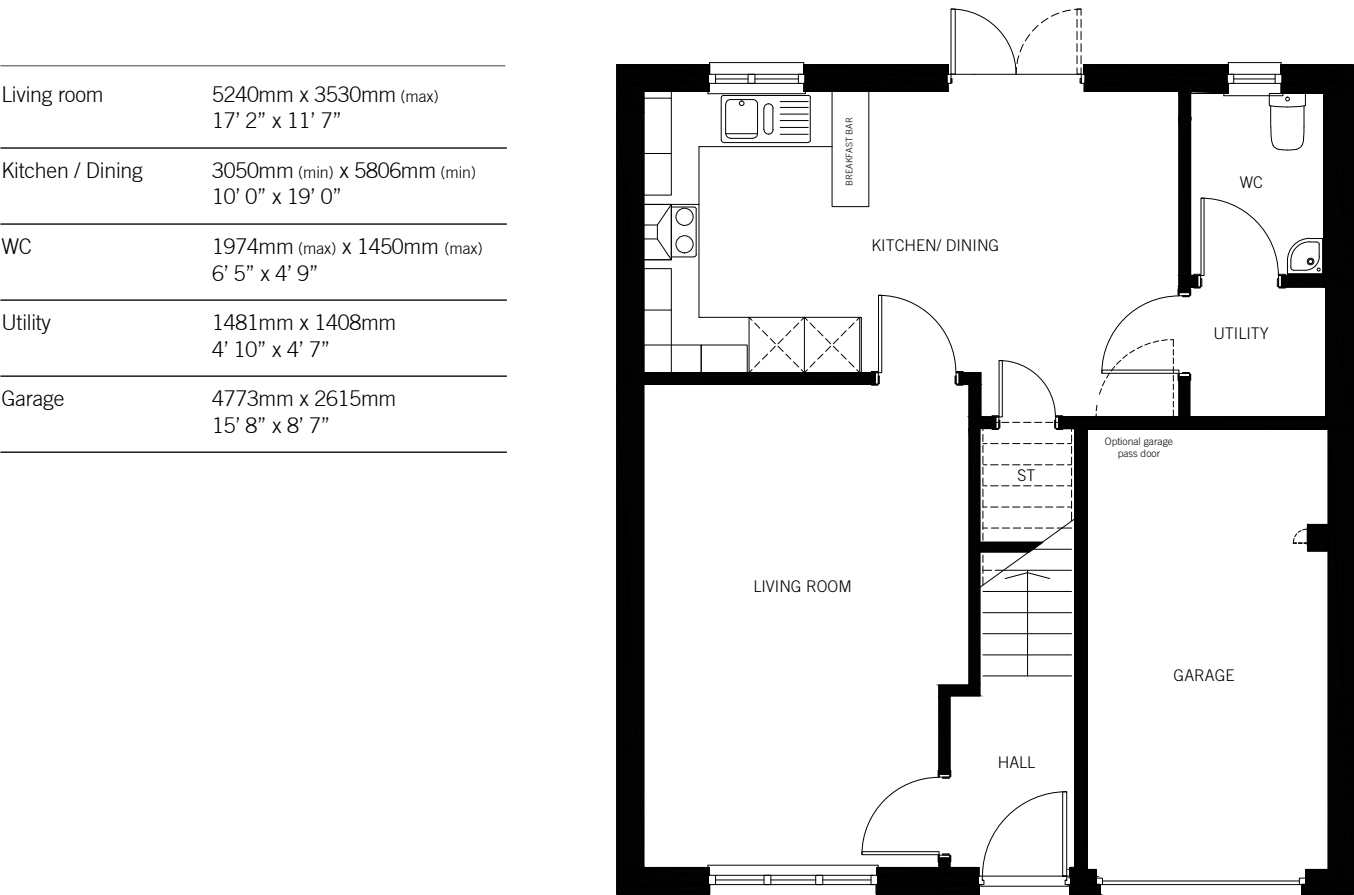 Living room 5240mm x 3530mm (max)
17’ 2” x 11’ 7”
Kitchen / Dining 3050mm (min) x 5806mm (min)
10’ 0” x 19’ 0”
WC 1974mm (max) x 1450mm (max)
6’ 5” x 4’ 9”
Utility 1481mm x 1408mm
4’ 10” x 4’ 7”
Garage 4773mm x 2615mm
15’ 8” x 8’ 7”
BREAKFAST BAR
WC
KITCHEN/ DINING
UTILITY
Optional garage
pass door
ST
LIVING ROOM
GARAGE
HALL